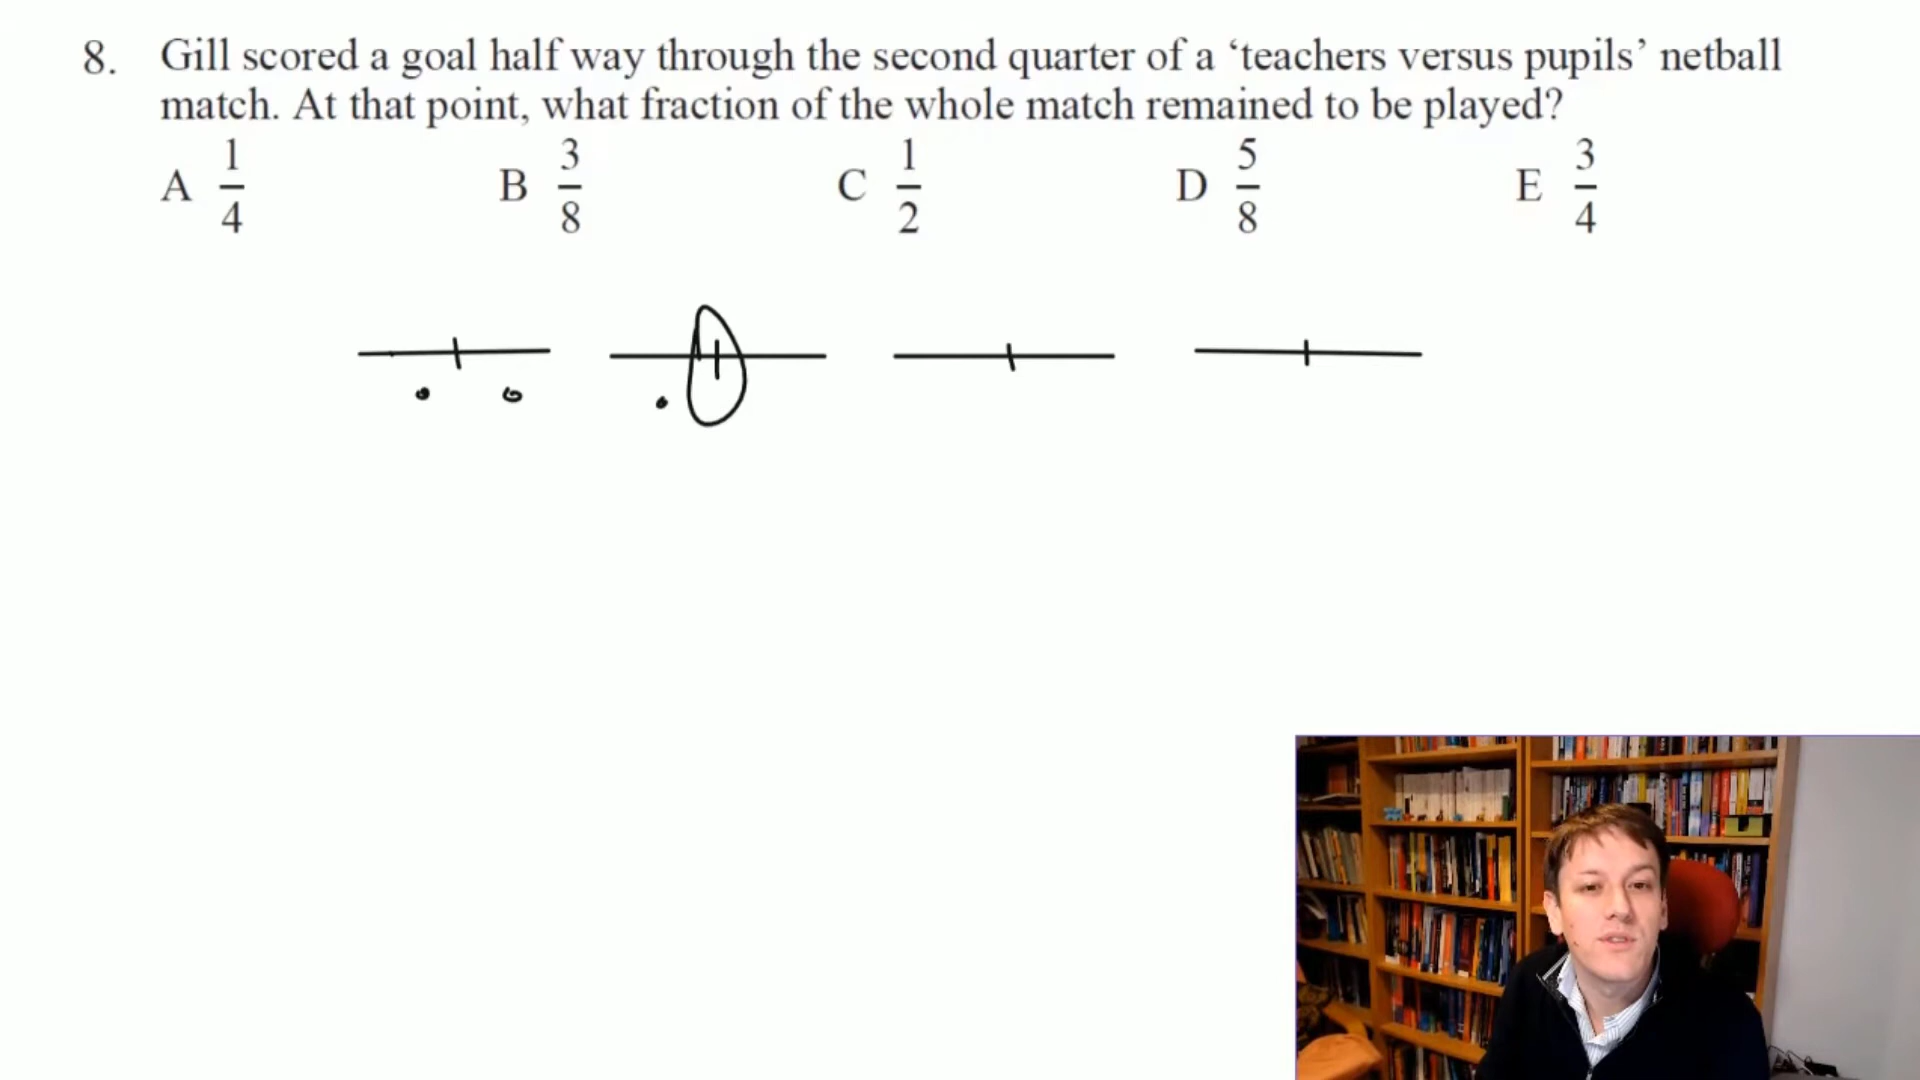 8. Gill scored a goal half way through the second quarter of a ‘teachers versus pupils’ netball
match. At that point, what fraction of the whole match remained to be played?
A 1/4 B 3/8 C 1/2 D 5/8 E 3/4